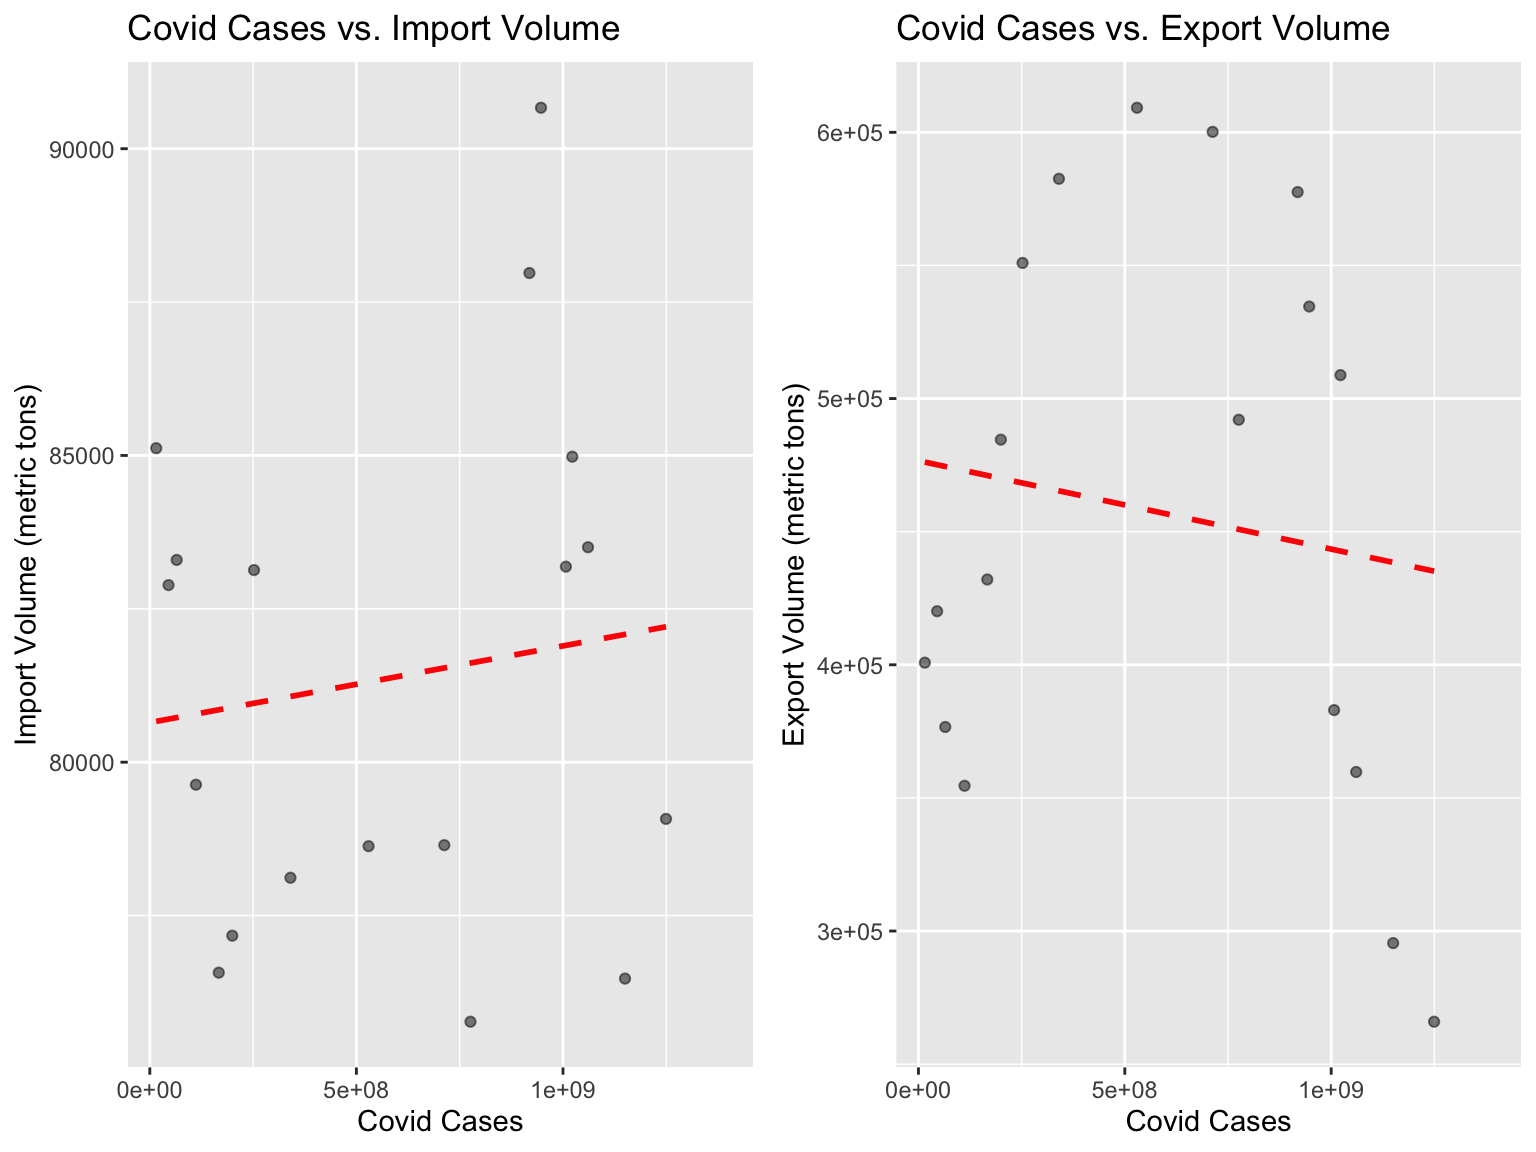 Covid Cases vs. Import Volume
Import Volume (metric tons)
90000
85000
80000
0e+00
5e+08
1e+09
Covid Cases
Covid Cases vs. Export Volume
Export Volume (metric tons)
6e+05
5e+05
4e+05
3e+05
0e+00
5e+08
1e+09
Covid Cases